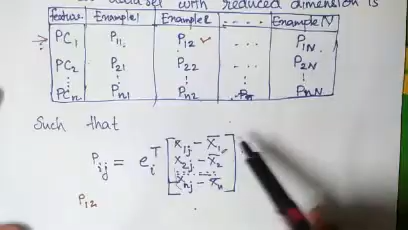 dataset with reduced dimension is
feature Example1 Example2 .... Example N
PC1 P11 P12 ✓ ... P1N
PC2 P21 P22 ... P2N
⋮ ⋮ ⋮ ⋮
PCn Pn1 Pn2 PnN
Such that
Pij = eiT [ X1j - X̄1
X2j - X̄2
......
Xnj - X̄n ]
P12